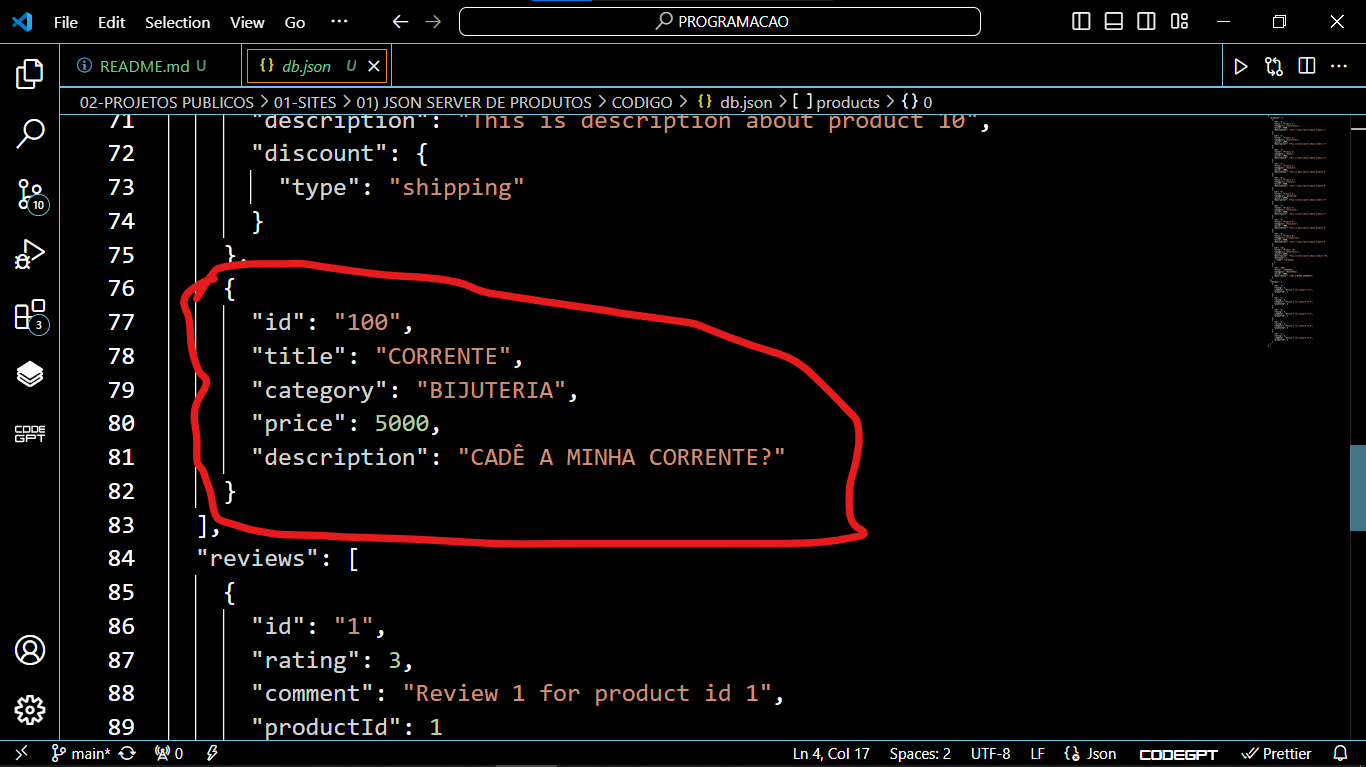 File Edit Selection View Go ··· PROGRAMACAO
README.md U db.json U
02-PROJETOS PUBLICOS > 01-SITES > 01) JSON SERVER DE PRODUTOS > CODIGO > {} db.json > [ ] products > {} 0
71 "description": "This is description about product 10",
72 "discount": {
73 "type": "shipping"
74 }
75 },
76 {
77 "id": "100",
78 "title": "CORRENTE",
79 "category": "BIJUTERIA",
80 "price": 5000,
81 "description": "CADÊ A MINHA CORRENTE?"
82 }
83 ],
84 "reviews": [
85 {
86 "id": "1",
87 "rating": 3,
88 "comment": "Review 1 for product id 1",
89 "productId": 1
10
3
CODE
GPT
main* 0 Ln 4, Col 17 Spaces: 2 UTF-8 LF Json CODEGPT Prettier